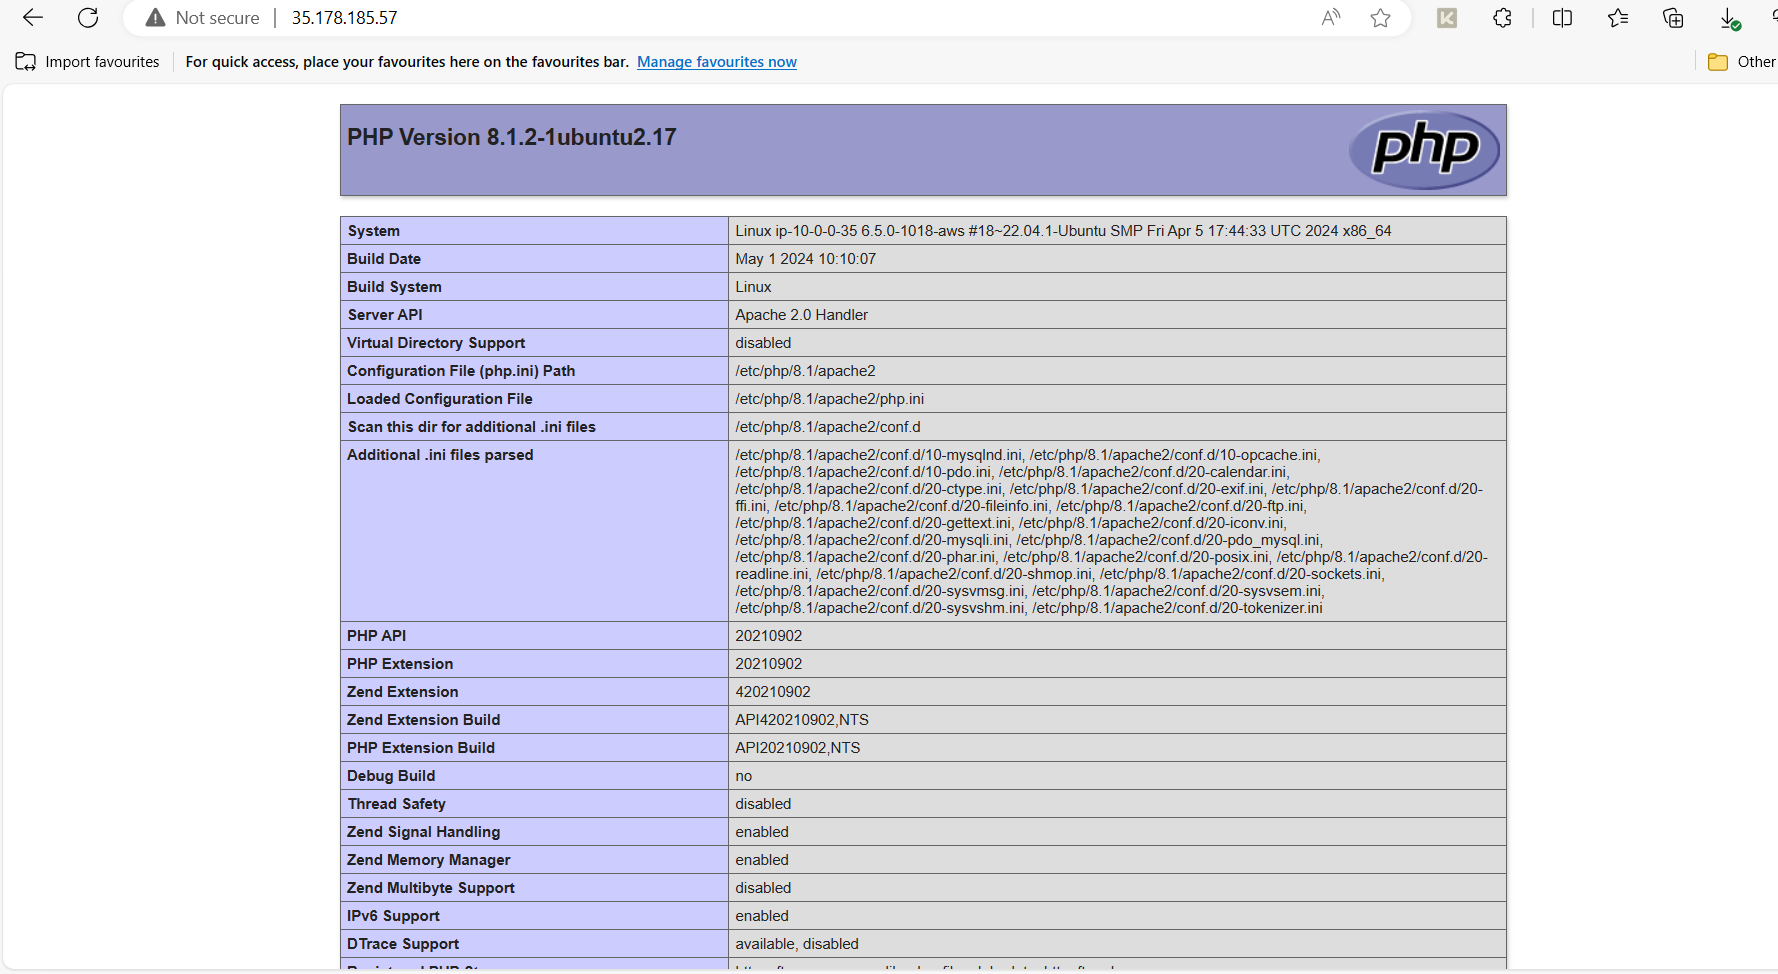 Not secure 35.178.185.57
Import favourites For quick access, place your favourites here on the favourites bar. Manage favourites now Other
PHP Version 8.1.2-1ubuntu2.17
php
System Linux ip-10-0-0-35 6.5.0-1018-aws #18~22.04.1-Ubuntu SMP Fri Apr 5 17:44:33 UTC 2024 x86_64
Build Date May 1 2024 10:10:07
Build System Linux
Server API Apache 2.0 Handler
Virtual Directory Support disabled
Configuration File (php.ini) Path /etc/php/8.1/apache2
Loaded Configuration File /etc/php/8.1/apache2/php.ini
Scan this dir for additional .ini files /etc/php/8.1/apache2/conf.d
Additional .ini files parsed /etc/php/8.1/apache2/conf.d/10-mysqlnd.ini, /etc/php/8.1/apache2/conf.d/10-opcache.ini,
/etc/php/8.1/apache2/conf.d/10-pdo.ini, /etc/php/8.1/apache2/conf.d/20-calendar.ini,
/etc/php/8.1/apache2/conf.d/20-ctype.ini, /etc/php/8.1/apache2/conf.d/20-exif.ini, /etc/php/8.1/apache2/conf.d/20-
ffi.ini, /etc/php/8.1/apache2/conf.d/20-fileinfo.ini, /etc/php/8.1/apache2/conf.d/20-ftp.ini,
/etc/php/8.1/apache2/conf.d/20-gettext.ini, /etc/php/8.1/apache2/conf.d/20-iconv.ini,
/etc/php/8.1/apache2/conf.d/20-mysqli.ini, /etc/php/8.1/apache2/conf.d/20-pdo_mysql.ini,
/etc/php/8.1/apache2/conf.d/20-phar.ini, /etc/php/8.1/apache2/conf.d/20-posix.ini, /etc/php/8.1/apache2/conf.d/20-
readline.ini, /etc/php/8.1/apache2/conf.d/20-shmop.ini, /etc/php/8.1/apache2/conf.d/20-sockets.ini,
/etc/php/8.1/apache2/conf.d/20-sysvmsg.ini, /etc/php/8.1/apache2/conf.d/20-sysvsem.ini,
/etc/php/8.1/apache2/conf.d/20-sysvshm.ini, /etc/php/8.1/apache2/conf.d/20-tokenizer.ini
PHP API 20210902
PHP Extension 20210902
Zend Extension 420210902
Zend Extension Build API420210902,NTS
PHP Extension Build API20210902,NTS
Debug Build no
Thread Safety disabled
Zend Signal Handling enabled
Zend Memory Manager enabled
Zend Multibyte Support disabled
IPv6 Support enabled
DTrace Support available, disabled